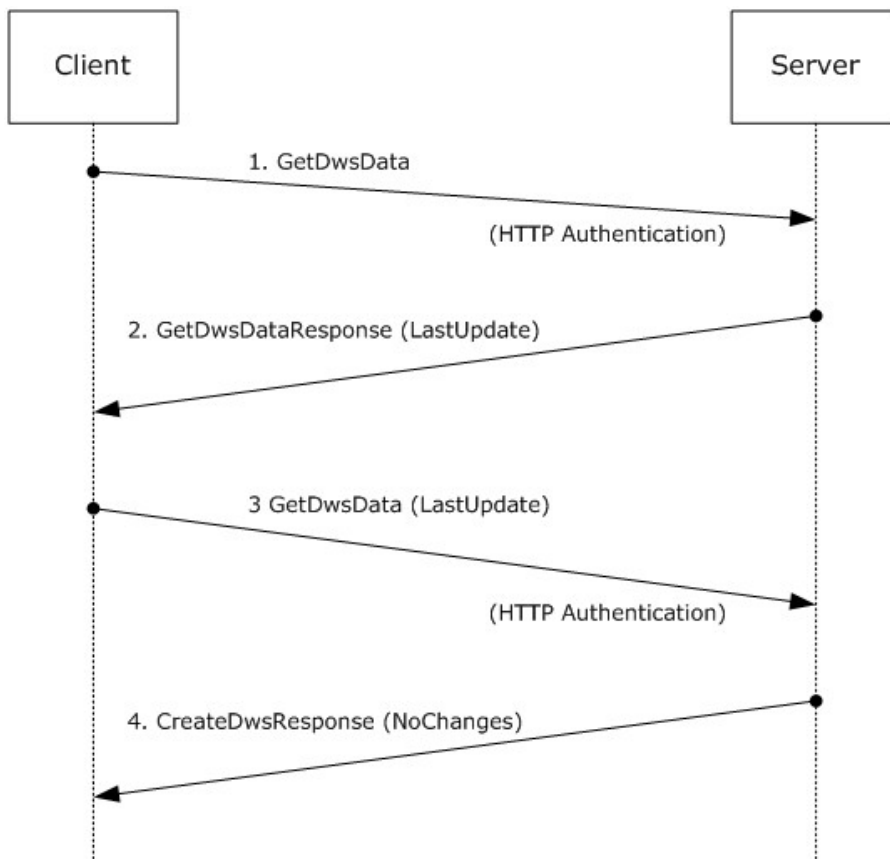 Client
Server
1. GetDwsData
(HTTP Authentication)
2. GetDwsDataResponse (LastUpdate)
3 GetDwsData (LastUpdate)
(HTTP Authentication)
4. CreateDwsResponse (NoChanges)